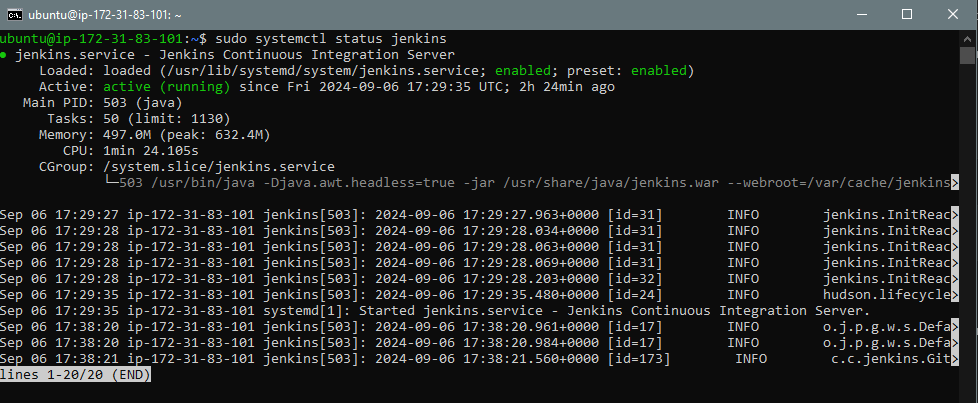 ubuntu@ip-172-31-83-101: ~
ubuntu@ip-172-31-83-101:~$ sudo systemctl status jenkins
● jenkins.service - Jenkins Continuous Integration Server
Loaded: loaded (/usr/lib/systemd/system/jenkins.service; enabled; preset: enabled)
Active: active (running) since Fri 2024-09-06 17:29:35 UTC; 2h 24min ago
Main PID: 503 (java)
Tasks: 50 (limit: 1130)
Memory: 497.0M (peak: 632.4M)
CPU: 1min 24.105s
CGroup: /system.slice/jenkins.service
└─503 /usr/bin/java -Djava.awt.headless=true -jar /usr/share/java/jenkins.war --webroot=/var/cache/jenkins>
Sep 06 17:29:27 ip-172-31-83-101 jenkins[503]: 2024-09-06 17:29:27.963+0000 [id=31] INFO jenkins.InitReac>
Sep 06 17:29:28 ip-172-31-83-101 jenkins[503]: 2024-09-06 17:29:28.034+0000 [id=31] INFO jenkins.InitReac>
Sep 06 17:29:28 ip-172-31-83-101 jenkins[503]: 2024-09-06 17:29:28.063+0000 [id=31] INFO jenkins.InitReac>
Sep 06 17:29:28 ip-172-31-83-101 jenkins[503]: 2024-09-06 17:29:28.069+0000 [id=31] INFO jenkins.InitReac>
Sep 06 17:29:28 ip-172-31-83-101 jenkins[503]: 2024-09-06 17:29:28.203+0000 [id=32] INFO jenkins.InitReac>
Sep 06 17:29:35 ip-172-31-83-101 jenkins[503]: 2024-09-06 17:29:35.480+0000 [id=24] INFO hudson.lifecycle>
Sep 06 17:29:35 ip-172-31-83-101 systemd[1]: Started jenkins.service - Jenkins Continuous Integration Server.
Sep 06 17:38:20 ip-172-31-83-101 jenkins[503]: 2024-09-06 17:38:20.961+0000 [id=17] INFO o.j.p.g.w.s.Defa>
Sep 06 17:38:20 ip-172-31-83-101 jenkins[503]: 2024-09-06 17:38:20.984+0000 [id=17] INFO o.j.p.g.w.s.Defa>
Sep 06 17:38:21 ip-172-31-83-101 jenkins[503]: 2024-09-06 17:38:21.560+0000 [id=173] INFO c.c.jenkins.Git>
lines 1-20/20 (END)